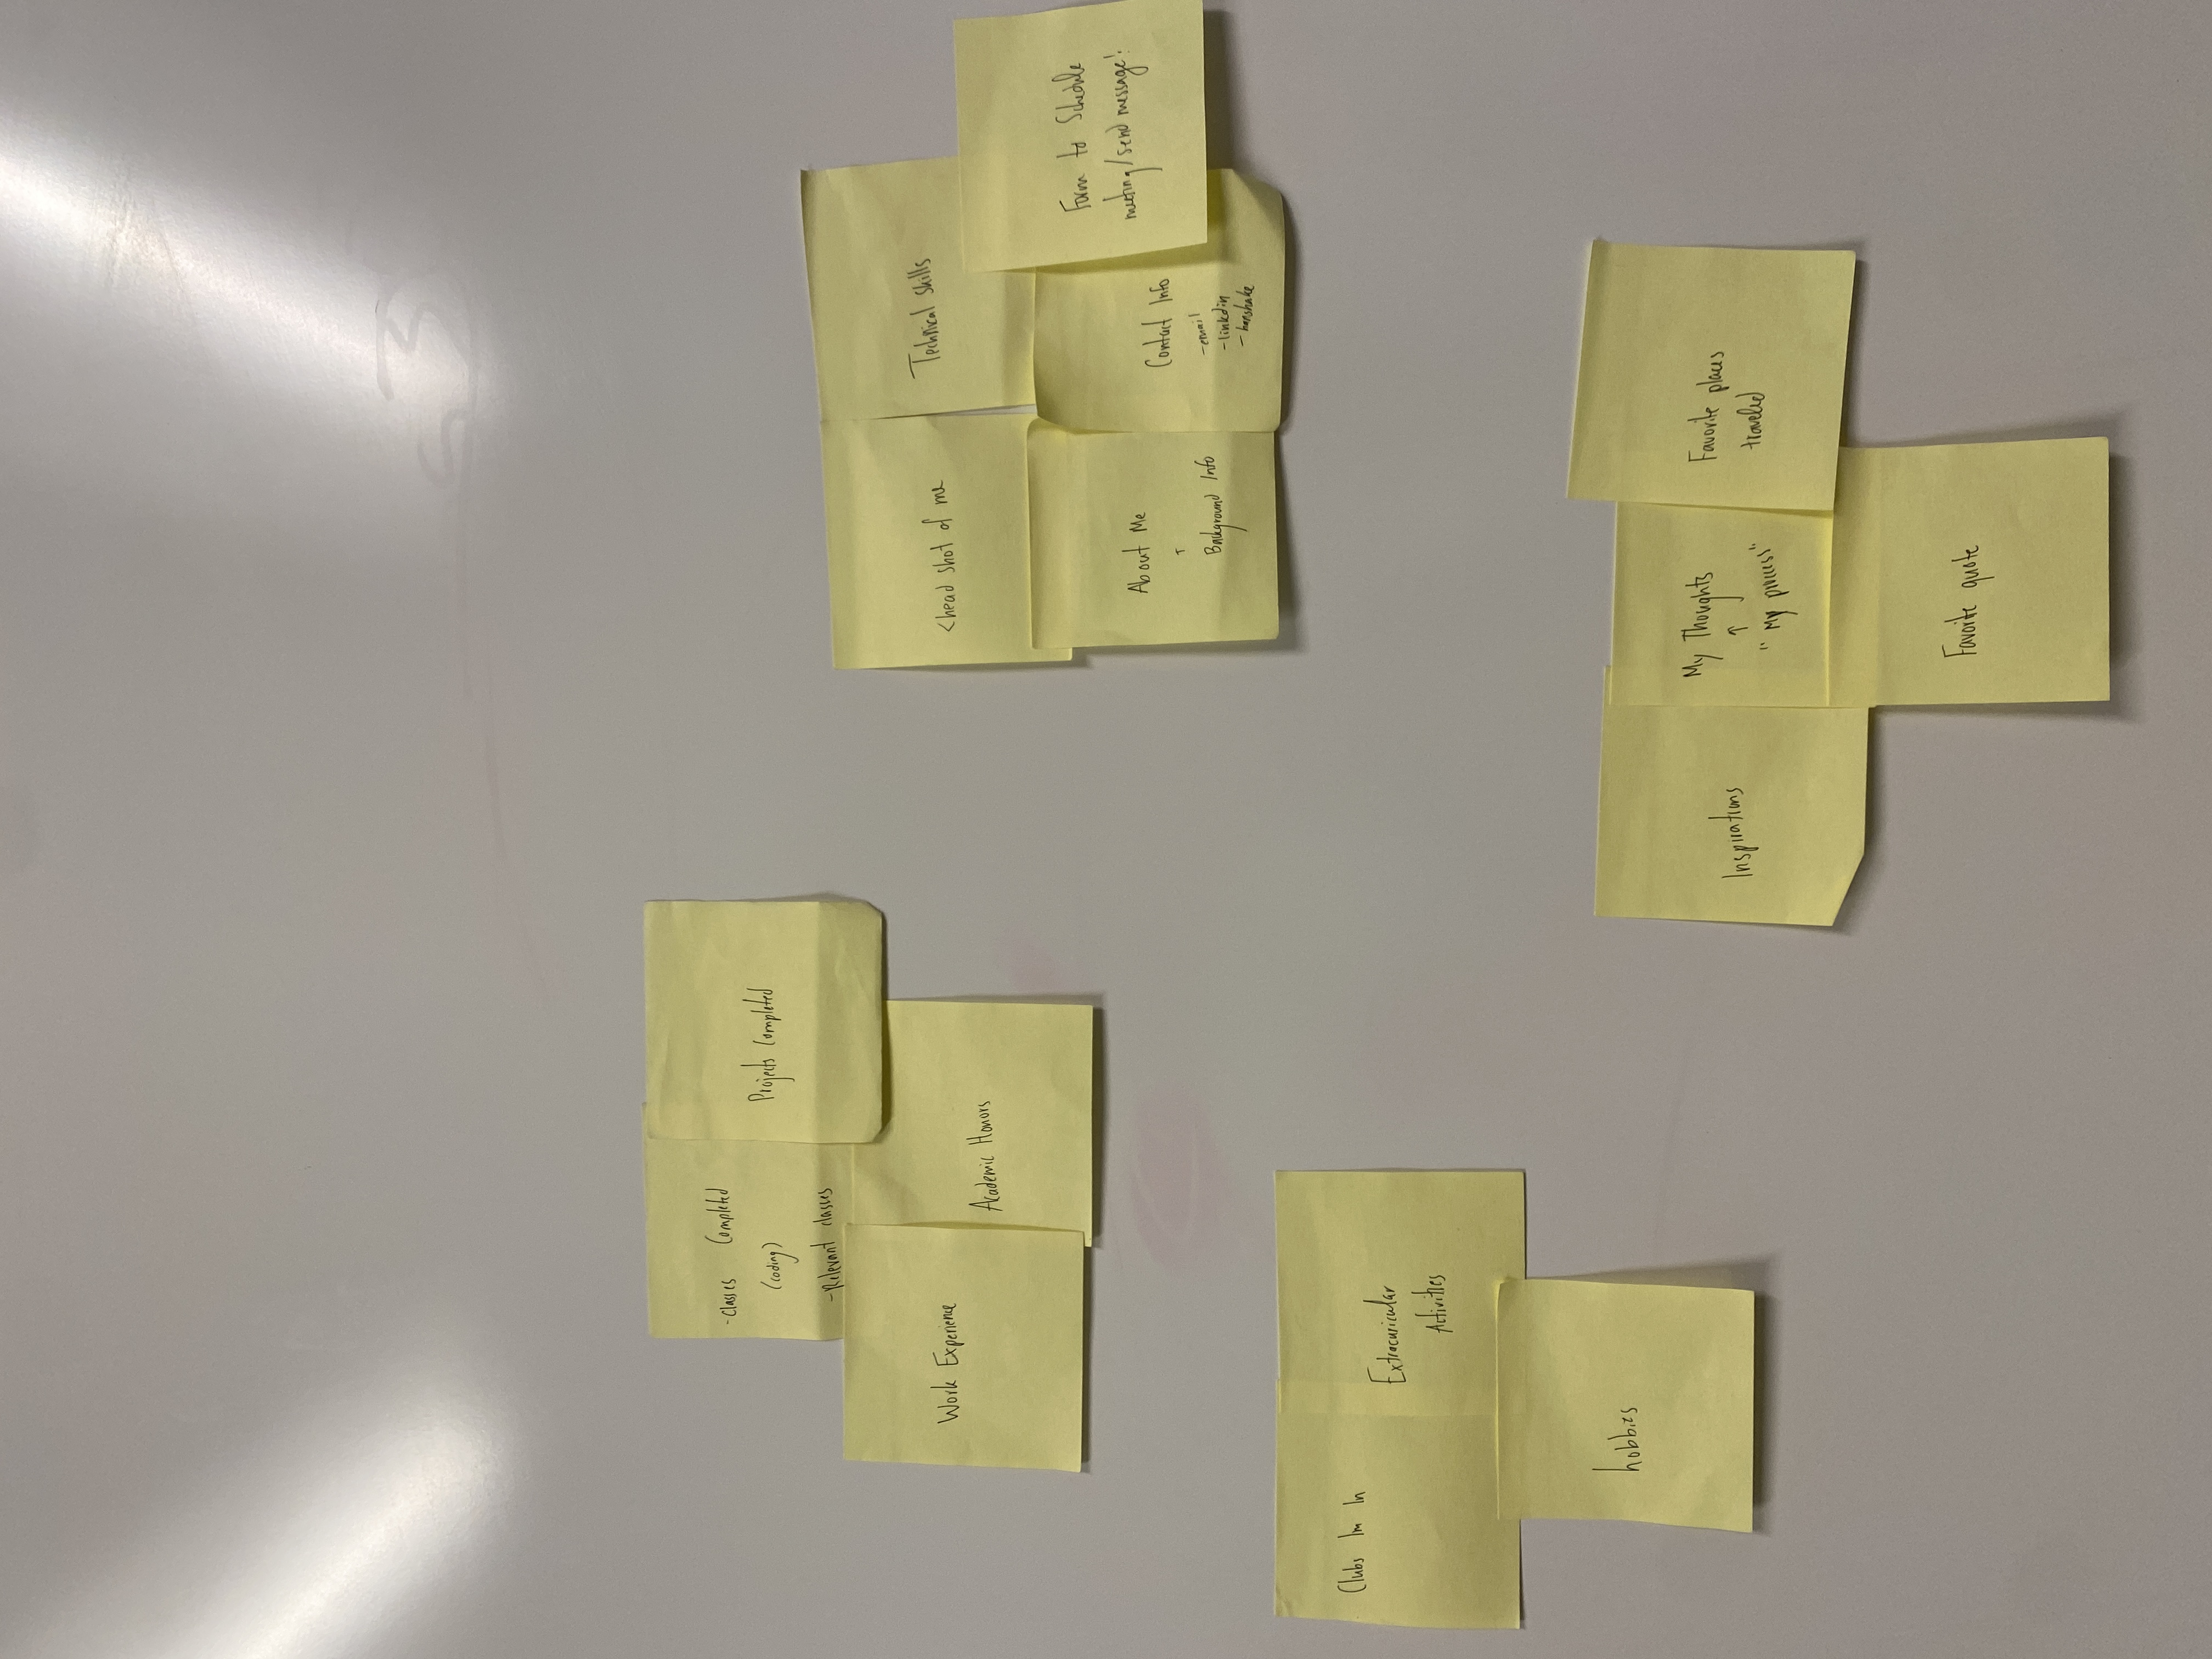 -Classes Completed
(coding)
-Relevant classes
Projects Completed
Work Experience
Academic Honors
<head shot of me
Technical Skills
About Me
+
Background Info
Contact Info
-email
-linkdin
-hanshake
Form to Schedule
meeting/send message!
Clubs Im In
Extracuricular
Activities
hobbies
Inspirations
My Thoughts
↑
"My process"
Favorite places
traveled
Favorite quote